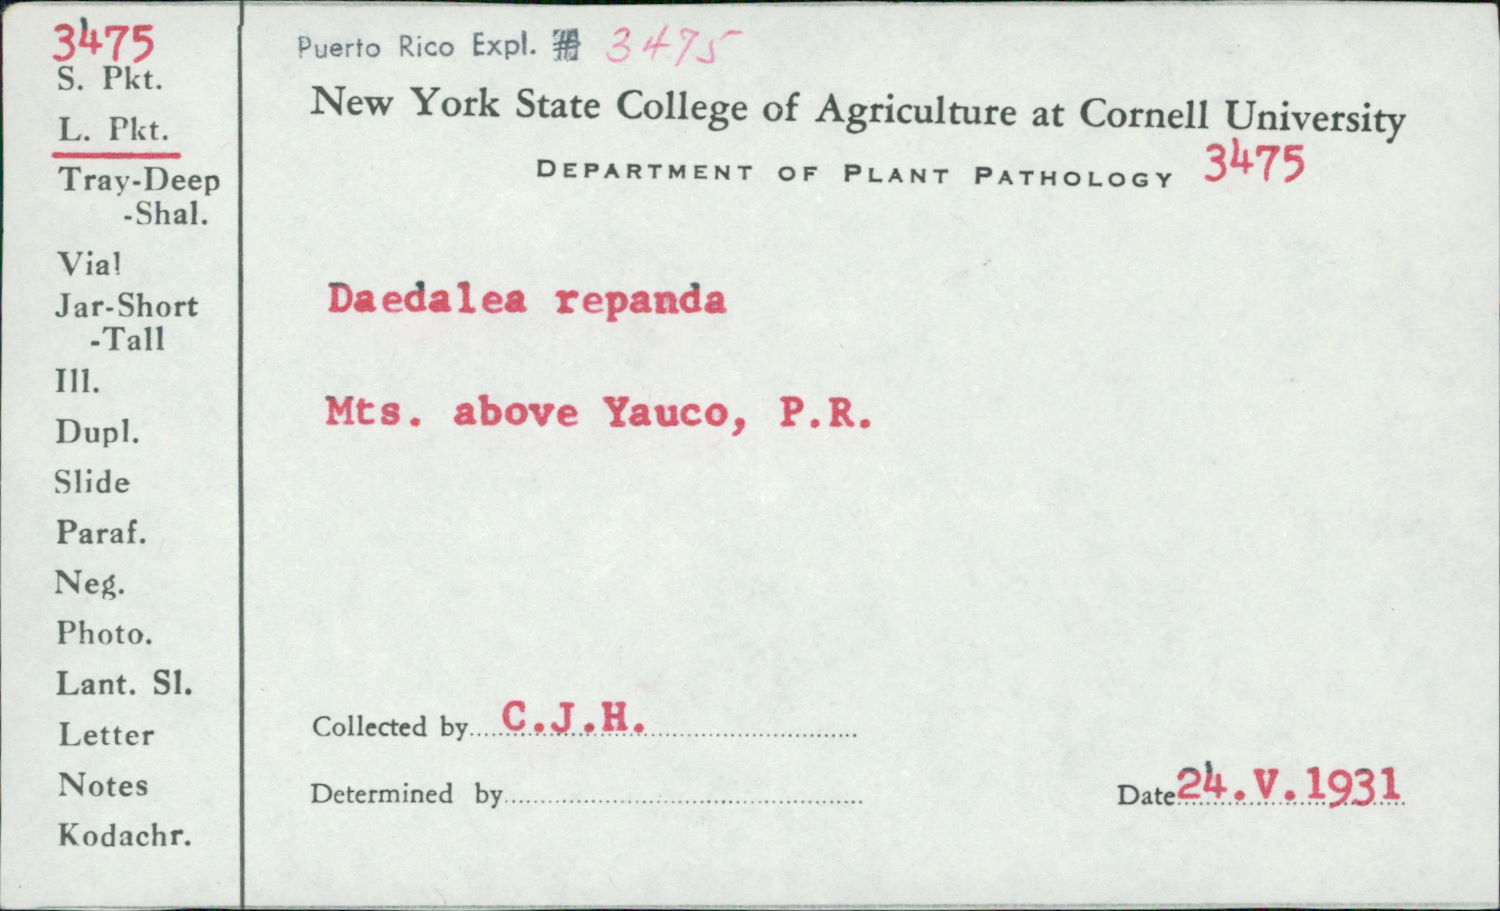 3475
S. Pkt.
L. Pkt.
Tray-Deep
-Shal.
Vial
Jar-Short
-Tall
Ill.
Dupl.
Slide
Paraf.
Neg.
Photo.
Lant. Sl.
Letter
Notes
Kodachr.
Puerto Rico Expl. # 3475
New York State College of Agriculture at Cornell University
DEPARTMENT OF PLANT PATHOLOGY 3475
Daedalea repanda
Mts. above Yauco, P.R.
Collected by C.J.H.
Determined by
Date 24.V.1931